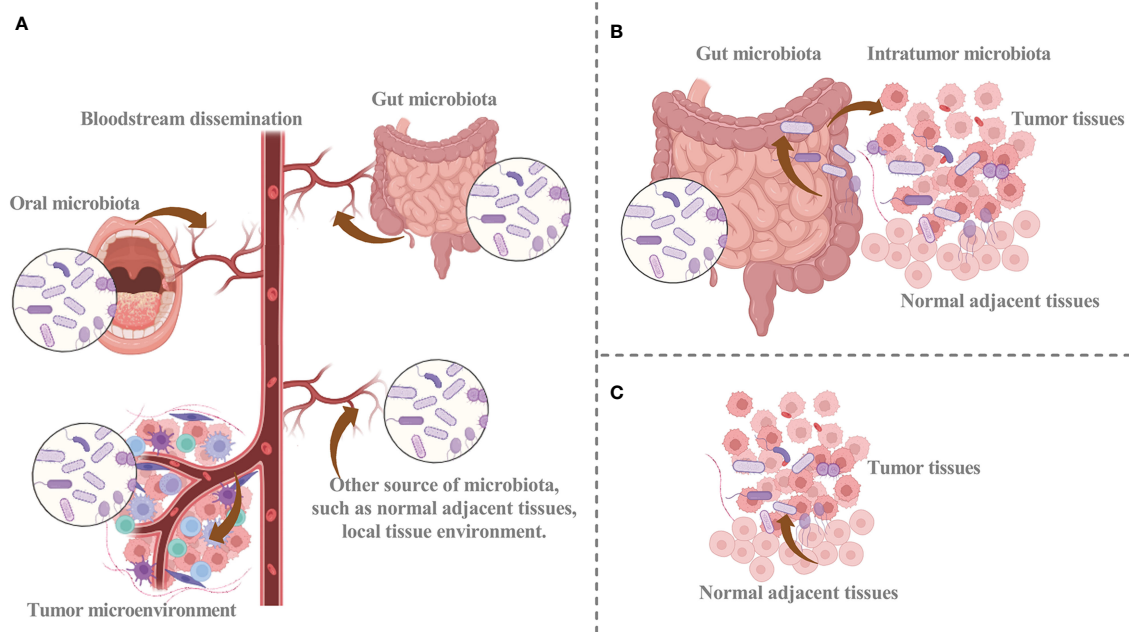 A
Bloodstream dissemination
Gut microbiota
Oral microbiota
Other source of microbiota,
such as normal adjacent tissues,
local tissue environment.
Tumor microenvironment
B
Gut microbiota
Intratumor microbiota
Tumor tissues
Normal adjacent tissues
C
Tumor tissues
Normal adjacent tissues